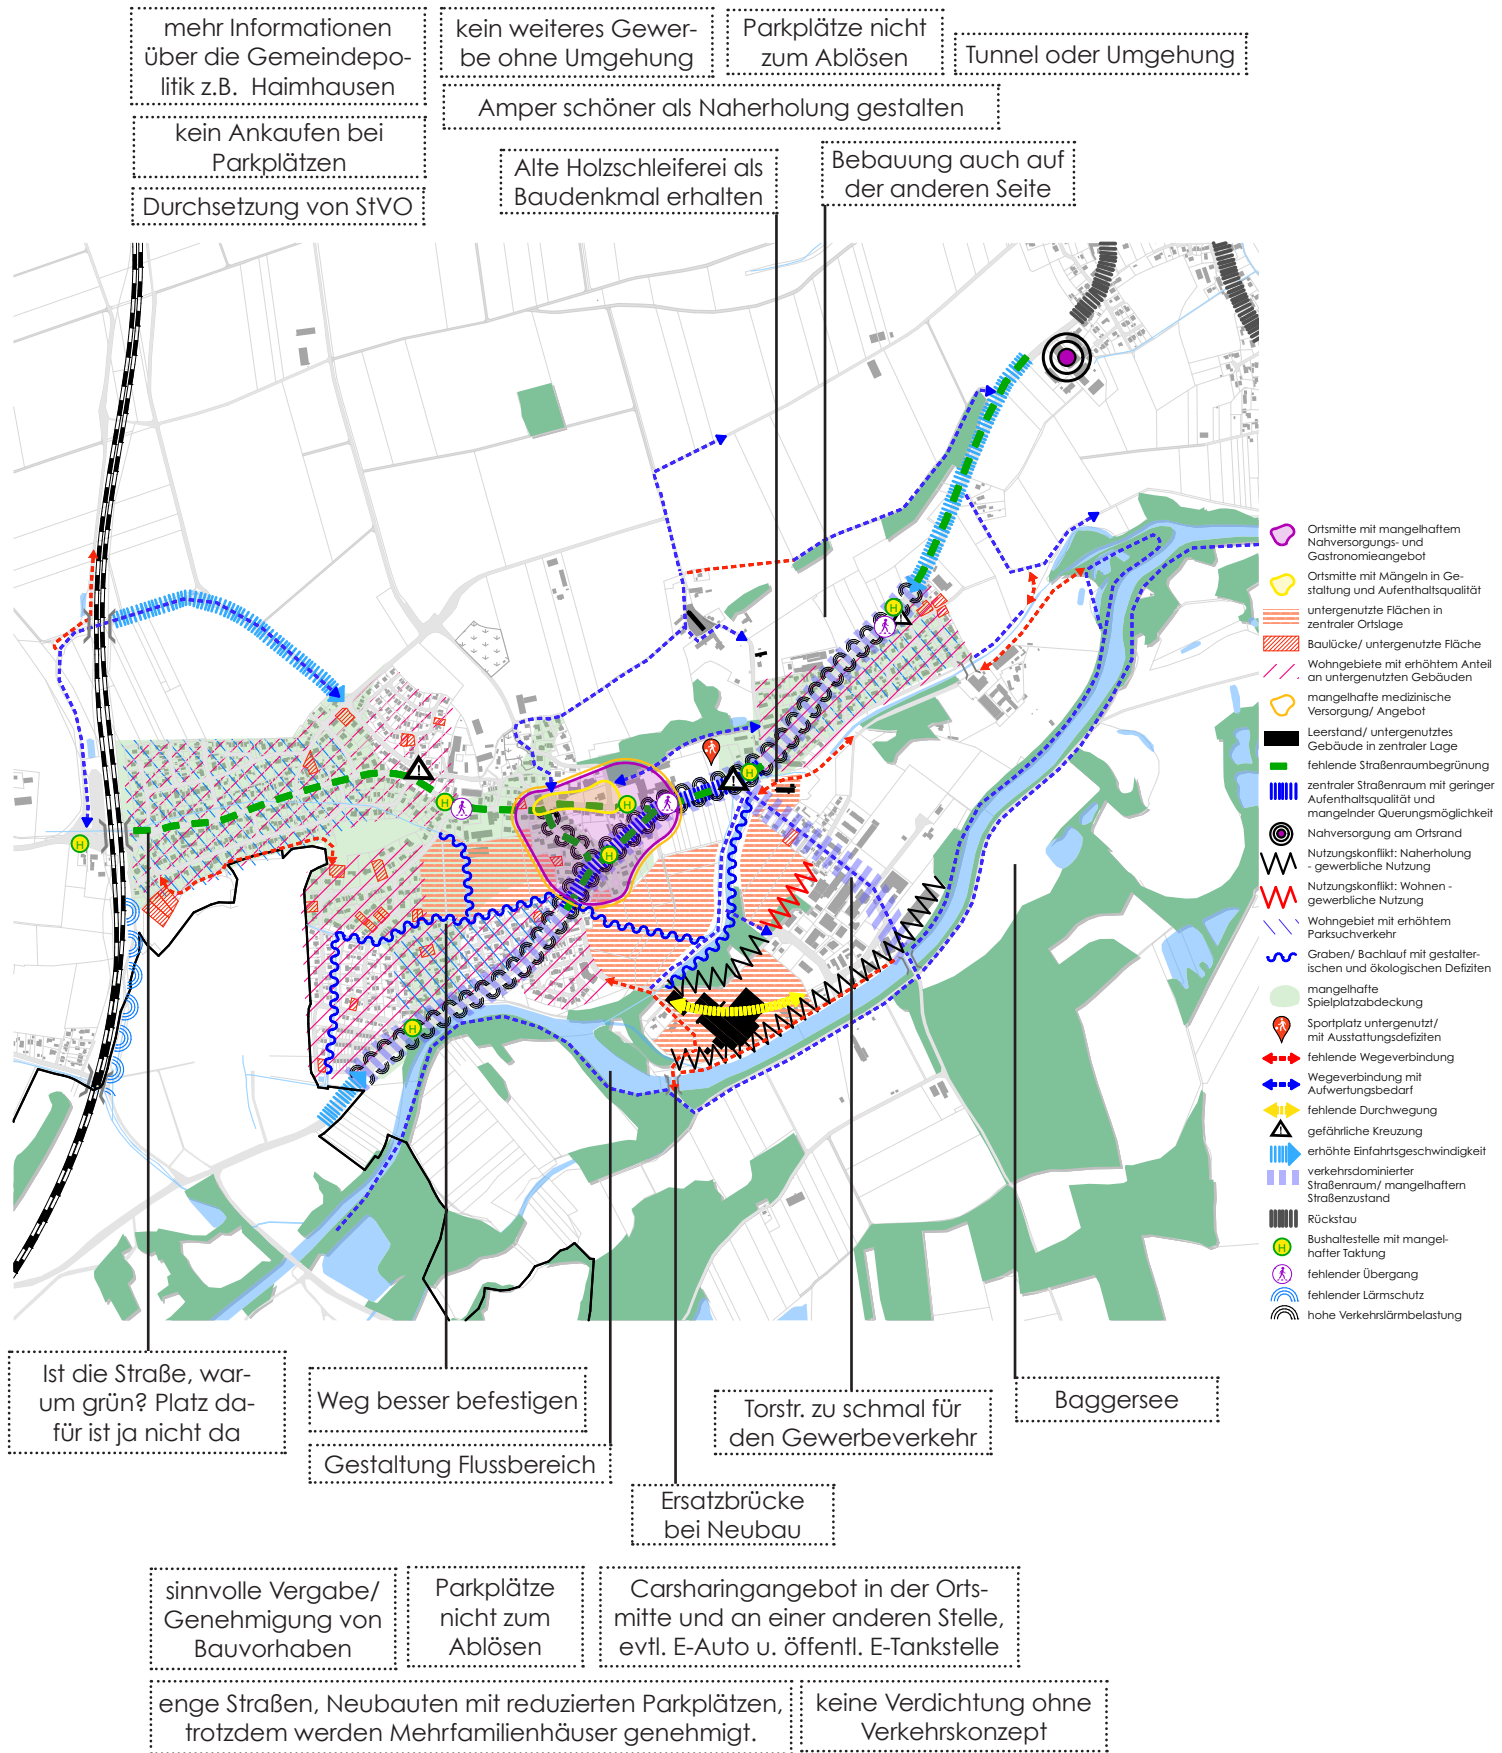 mehr Informationen
über die Gemeindepo-
litik z.B. Haimhausen
kein weiteres Gewer-
be ohne Umgehung
Parkplätze nicht
zum Ablösen
Tunnel oder Umgehung
Amper schöner als Naherholung gestalten
kein Ankaufen bei
Parkplätzen
Alte Holzschleiferei als
Baudenkmal erhalten
Bebauung auch auf
der anderen Seite
Durchsetzung von StVO
H
H
H
H
H
H
H
Ortsmitte mit mangelhaftem
Nahversorgungs- und
Gastronomieangebot
Ortsmitte mit Mängeln in Ge-
staltung und Aufenthaltsqualität
untergenutzte Flächen in
zentraler Ortslage
Baulücke/ untergenutzte Fläche
Wohngebiete mit erhöhtem Anteil
an untergenutzten Gebäuden
mangelhafte medizinische
Versorgung/ Angebot
Leerstand/ untergenutztes
Gebäude in zentraler Lage
fehlende Straßenraumbegrünung
zentraler Straßenraum mit geringer
Aufenthaltsqualität und
mangelnder Querungsmöglichkeit
Nahversorgung am Ortsrand
Nutzungskonflikt: Naherholung
- gewerbliche Nutzung
Nutzungskonflikt: Wohnen -
gewerbliche Nutzung
Wohngebiet mit erhöhtem
Parksuchverkehr
Graben/ Bachlauf mit gestalter-
ischen und ökologischen Defiziten
mangelhafte
Spielplatzabdeckung
Sportplatz untergenutzt/
mit Ausstattungsdefiziten
fehlende Wegeverbindung
Wegeverbindung mit
Aufwertungsbedarf
fehlende Durchwegung
gefährliche Kreuzung
erhöhte Einfahrtsgeschwindigkeit
verkehrsdominierter
Straßenraum/ mangelhaftern
Straßenzustand
Rückstau
H
Bushaltestelle mit mangel-
hafter Taktung
fehlender Übergang
fehlender Lärmschutz
hohe Verkehrslärmbelastung
Ist die Straße, war-
um grün? Platz da-
für ist ja nicht da
Weg besser befestigen
Gestaltung Flussbereich
Torstr. zu schmal für
den Gewerbeverkehr
Baggersee
Ersatzbrücke
bei Neubau
sinnvolle Vergabe/
Genehmigung von
Bauvorhaben
Parkplätze
nicht zum
Ablösen
Carsharingangebot in der Orts-
mitte und an einer anderen Stelle,
evtl. E-Auto u. öffentl. E-Tankstelle
enge Straßen, Neubauten mit reduzierten Parkplätzen,
trotzdem werden Mehrfamilienhäuser genehmigt.
keine Verdichtung ohne
Verkehrskonzept